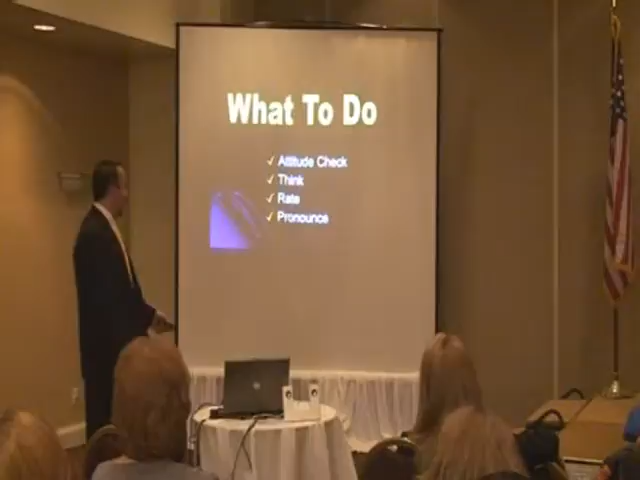 What To Do
✓ Attitude Check
✓ Think
✓ Rate
✓ Pronounce